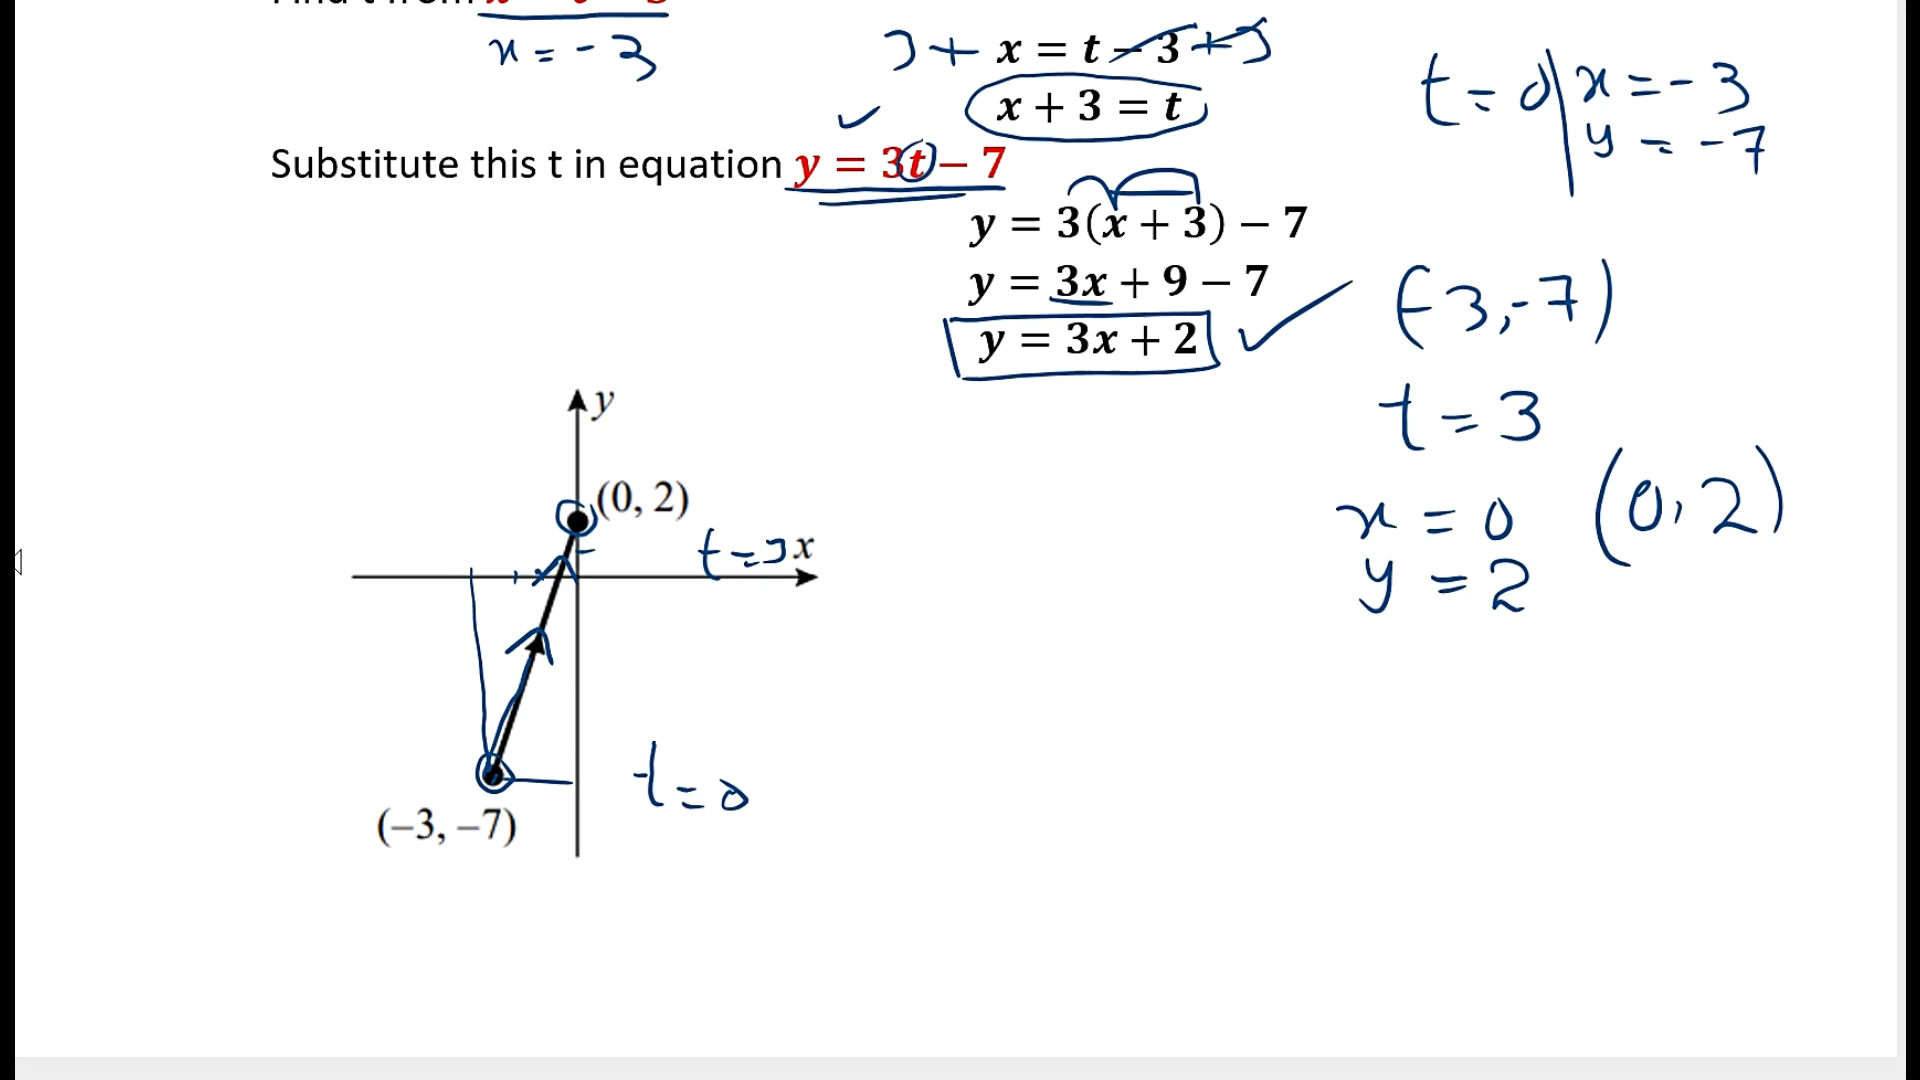 x = -3
3 + x = t - 3 + 3
x + 3 = t
t = 0 | x = -3
y = -7
Substitute this t in equation y = 3t - 7
y = 3(x + 3) - 7
y = 3x + 9 - 7
y = 3x + 2
(-3, -7)
t = 3
x = 0 (0, 2)
y = 2
y
(0, 2)
t = 3 x
t = 0
(–3, –7)